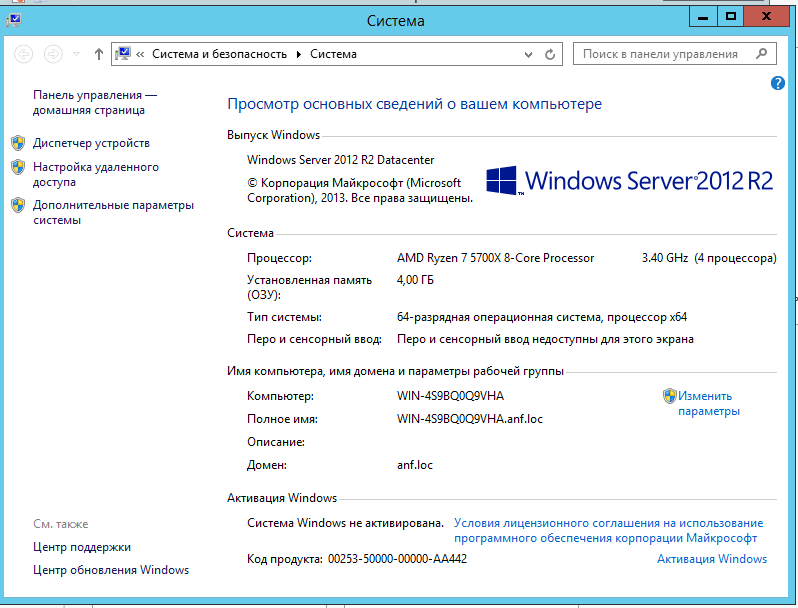 Система
Система и безопасность
Система
Поиск в панели управления
Панель управления —
домашняя страница
Диспетчер устройств
Настройка удаленного
доступа
Дополнительные параметры
системы
Просмотр основных сведений о вашем компьютере
Выпуск Windows
Windows Server 2012 R2 Datacenter
© Корпорация Майкрософт (Microsoft
Corporation), 2013. Все права защищены.
Windows Server 2012 R2
Система
Процессор: AMD Ryzen 7 5700X 8-Core Processor 3.40 GHz (4 процессора)
Установленная память 4,00 ГБ
(ОЗУ):
Тип системы: 64-разрядная операционная система, процессор x64
Перо и сенсорный ввод: Перо и сенсорный ввод недоступны для этого экрана
Имя компьютера, имя домена и параметры рабочей группы
Компьютер: WIN-4S9BQ0Q9VHA
Изменить
параметры
Полное имя: WIN-4S9BQ0Q9VHA.anf.loc
Описание:
Домен: anf.loc
Активация Windows
Система Windows не активирована. Условия лицензионного соглашения на использование
программного обеспечения корпорации Майкрософт
Код продукта: 00253-50000-00000-AA442
Активация Windows
См. также
Центр поддержки
Центр обновления Windows